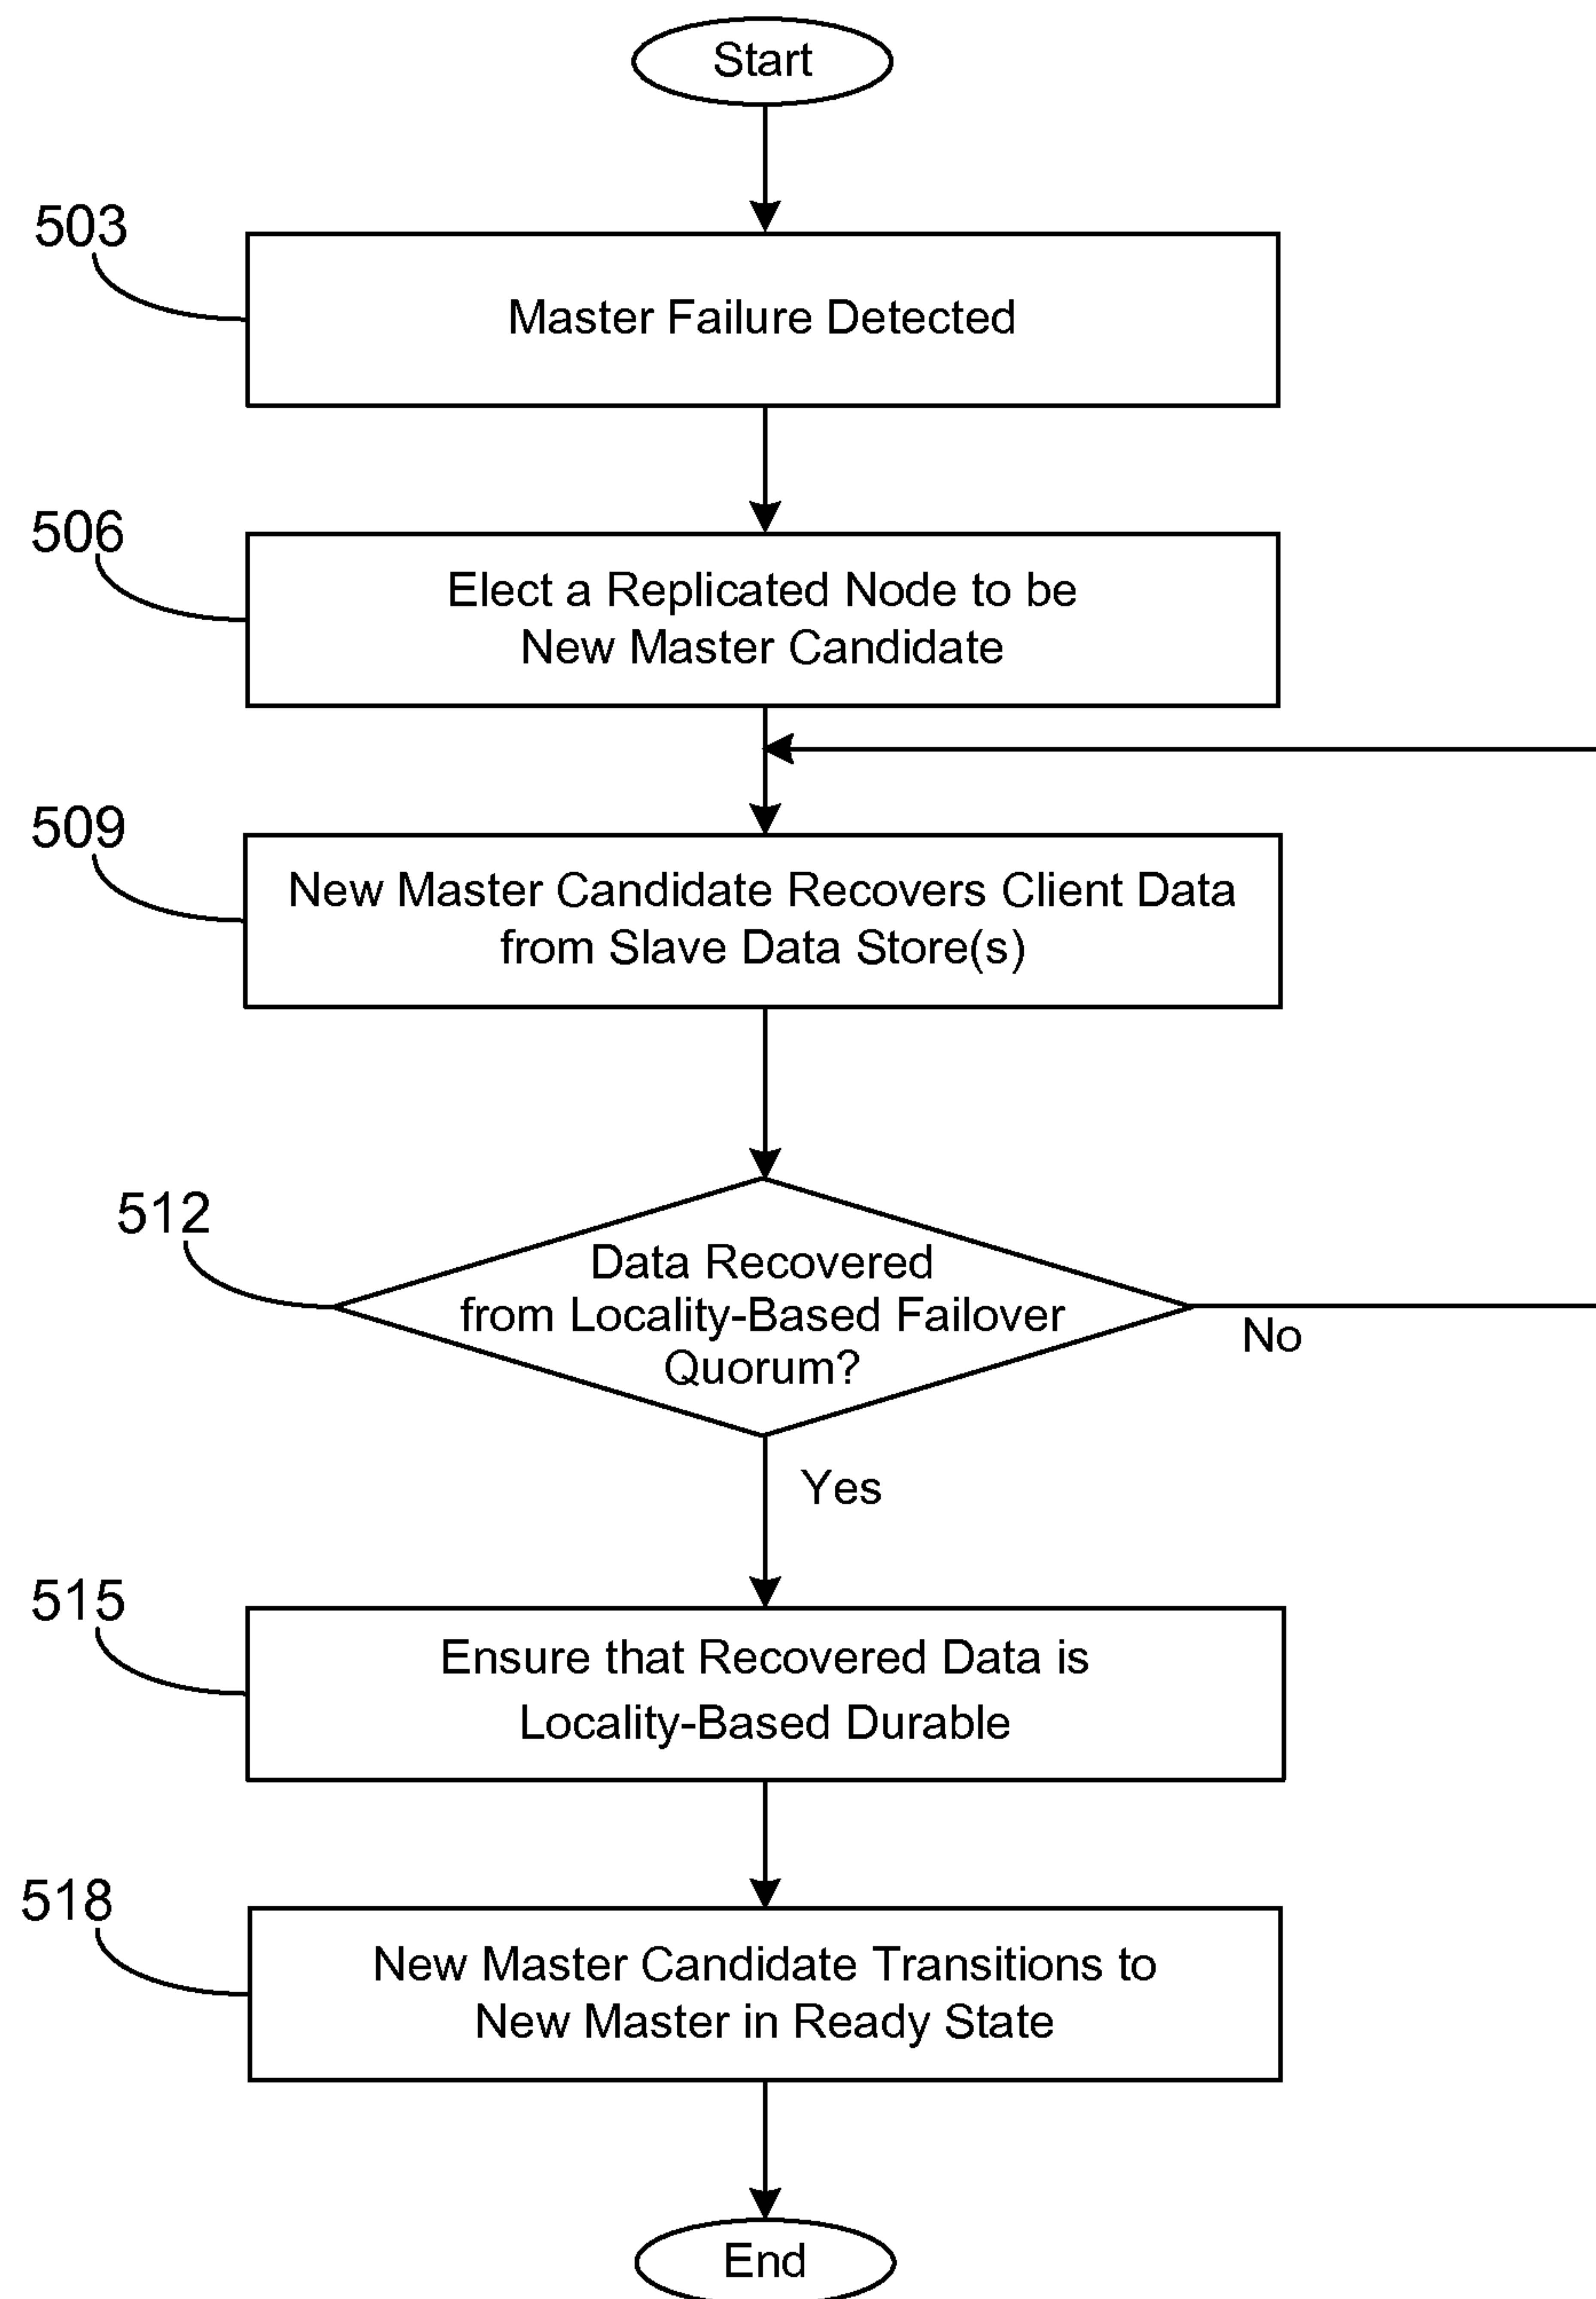 Start
503
Master Failure Detected
506
Elect a Replicated Node to be
New Master Candidate
509
New Master Candidate Recovers Client Data
from Slave Data Store(s)
512
Data Recovered
from Locality-Based Failover
Quorum?
No
Yes
515
Ensure that Recovered Data is
Locality-Based Durable
518
New Master Candidate Transitions to
New Master in Ready State
End